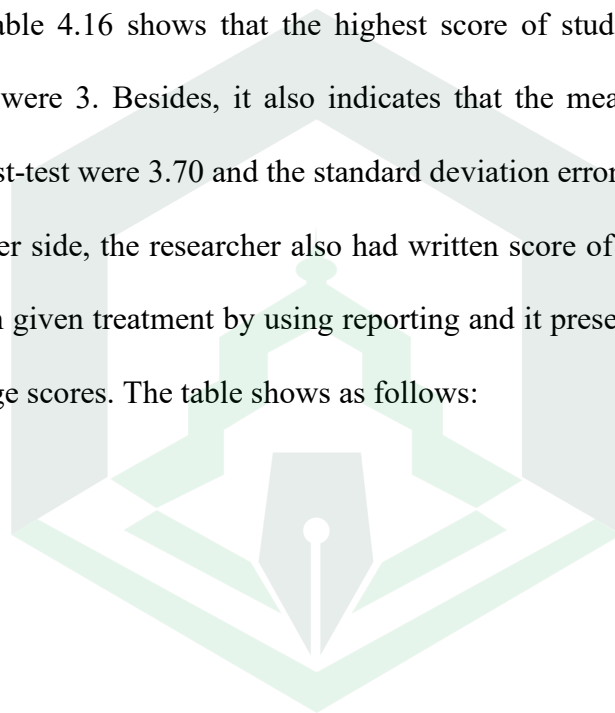 able 4.16 shows that the highest score of stud
were 3. Besides, it also indicates that the mea
st-test were 3.70 and the standard deviation error
er side, the researcher also had written score of
n given treatment by using reporting and it prese
ge scores. The table shows as follows: